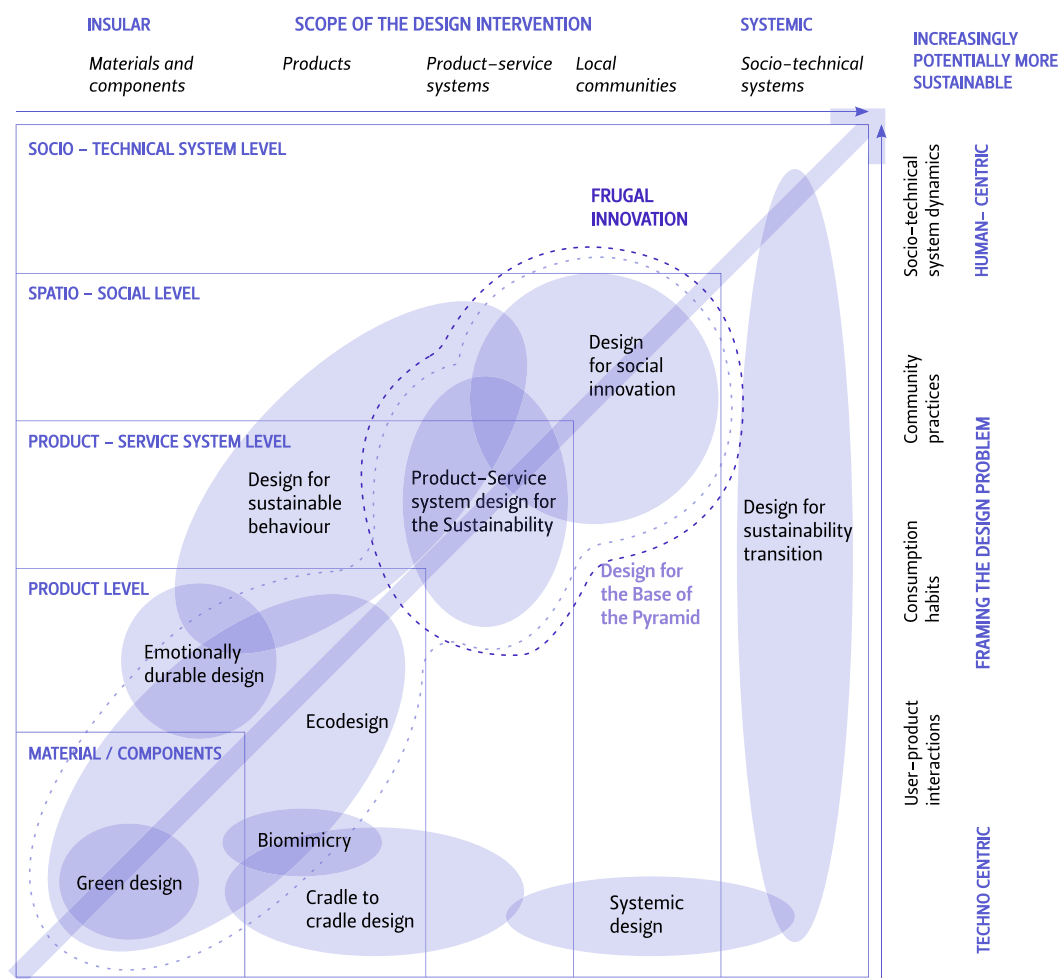 INSULAR
SCOPE OF THE DESIGN INTERVENTION
SYSTEMIC
INCREASINGLY
POTENTIALLY MORE
SUSTAINABLE
Materials and
components
Products
Product–service
systems
Local
communities
Socio–technical
systems
SOCIO – TECHNICAL SYSTEM LEVEL
FRUGAL
INNOVATION
SPATIO – SOCIAL LEVEL
Design
for social
innovation
PRODUCT – SERVICE SYSTEM LEVEL
Design for
sustainable
behaviour
Product–Service
system design for
the Sustainability
Design for
sustainability
transition
PRODUCT LEVEL
Design for
the Base of
the Pyramid
Emotionally
durable design
Ecodesign
MATERIAL / COMPONENTS
Biomimicry
Green design
Cradle to
cradle design
Systemic
design
Socio–technical
system dynamics
Community
practices
Consumption
habits
User–product
interactions
HUMAN– CENTRIC
FRAMING THE DESIGN PROBLEM
TECHNO CENTRIC